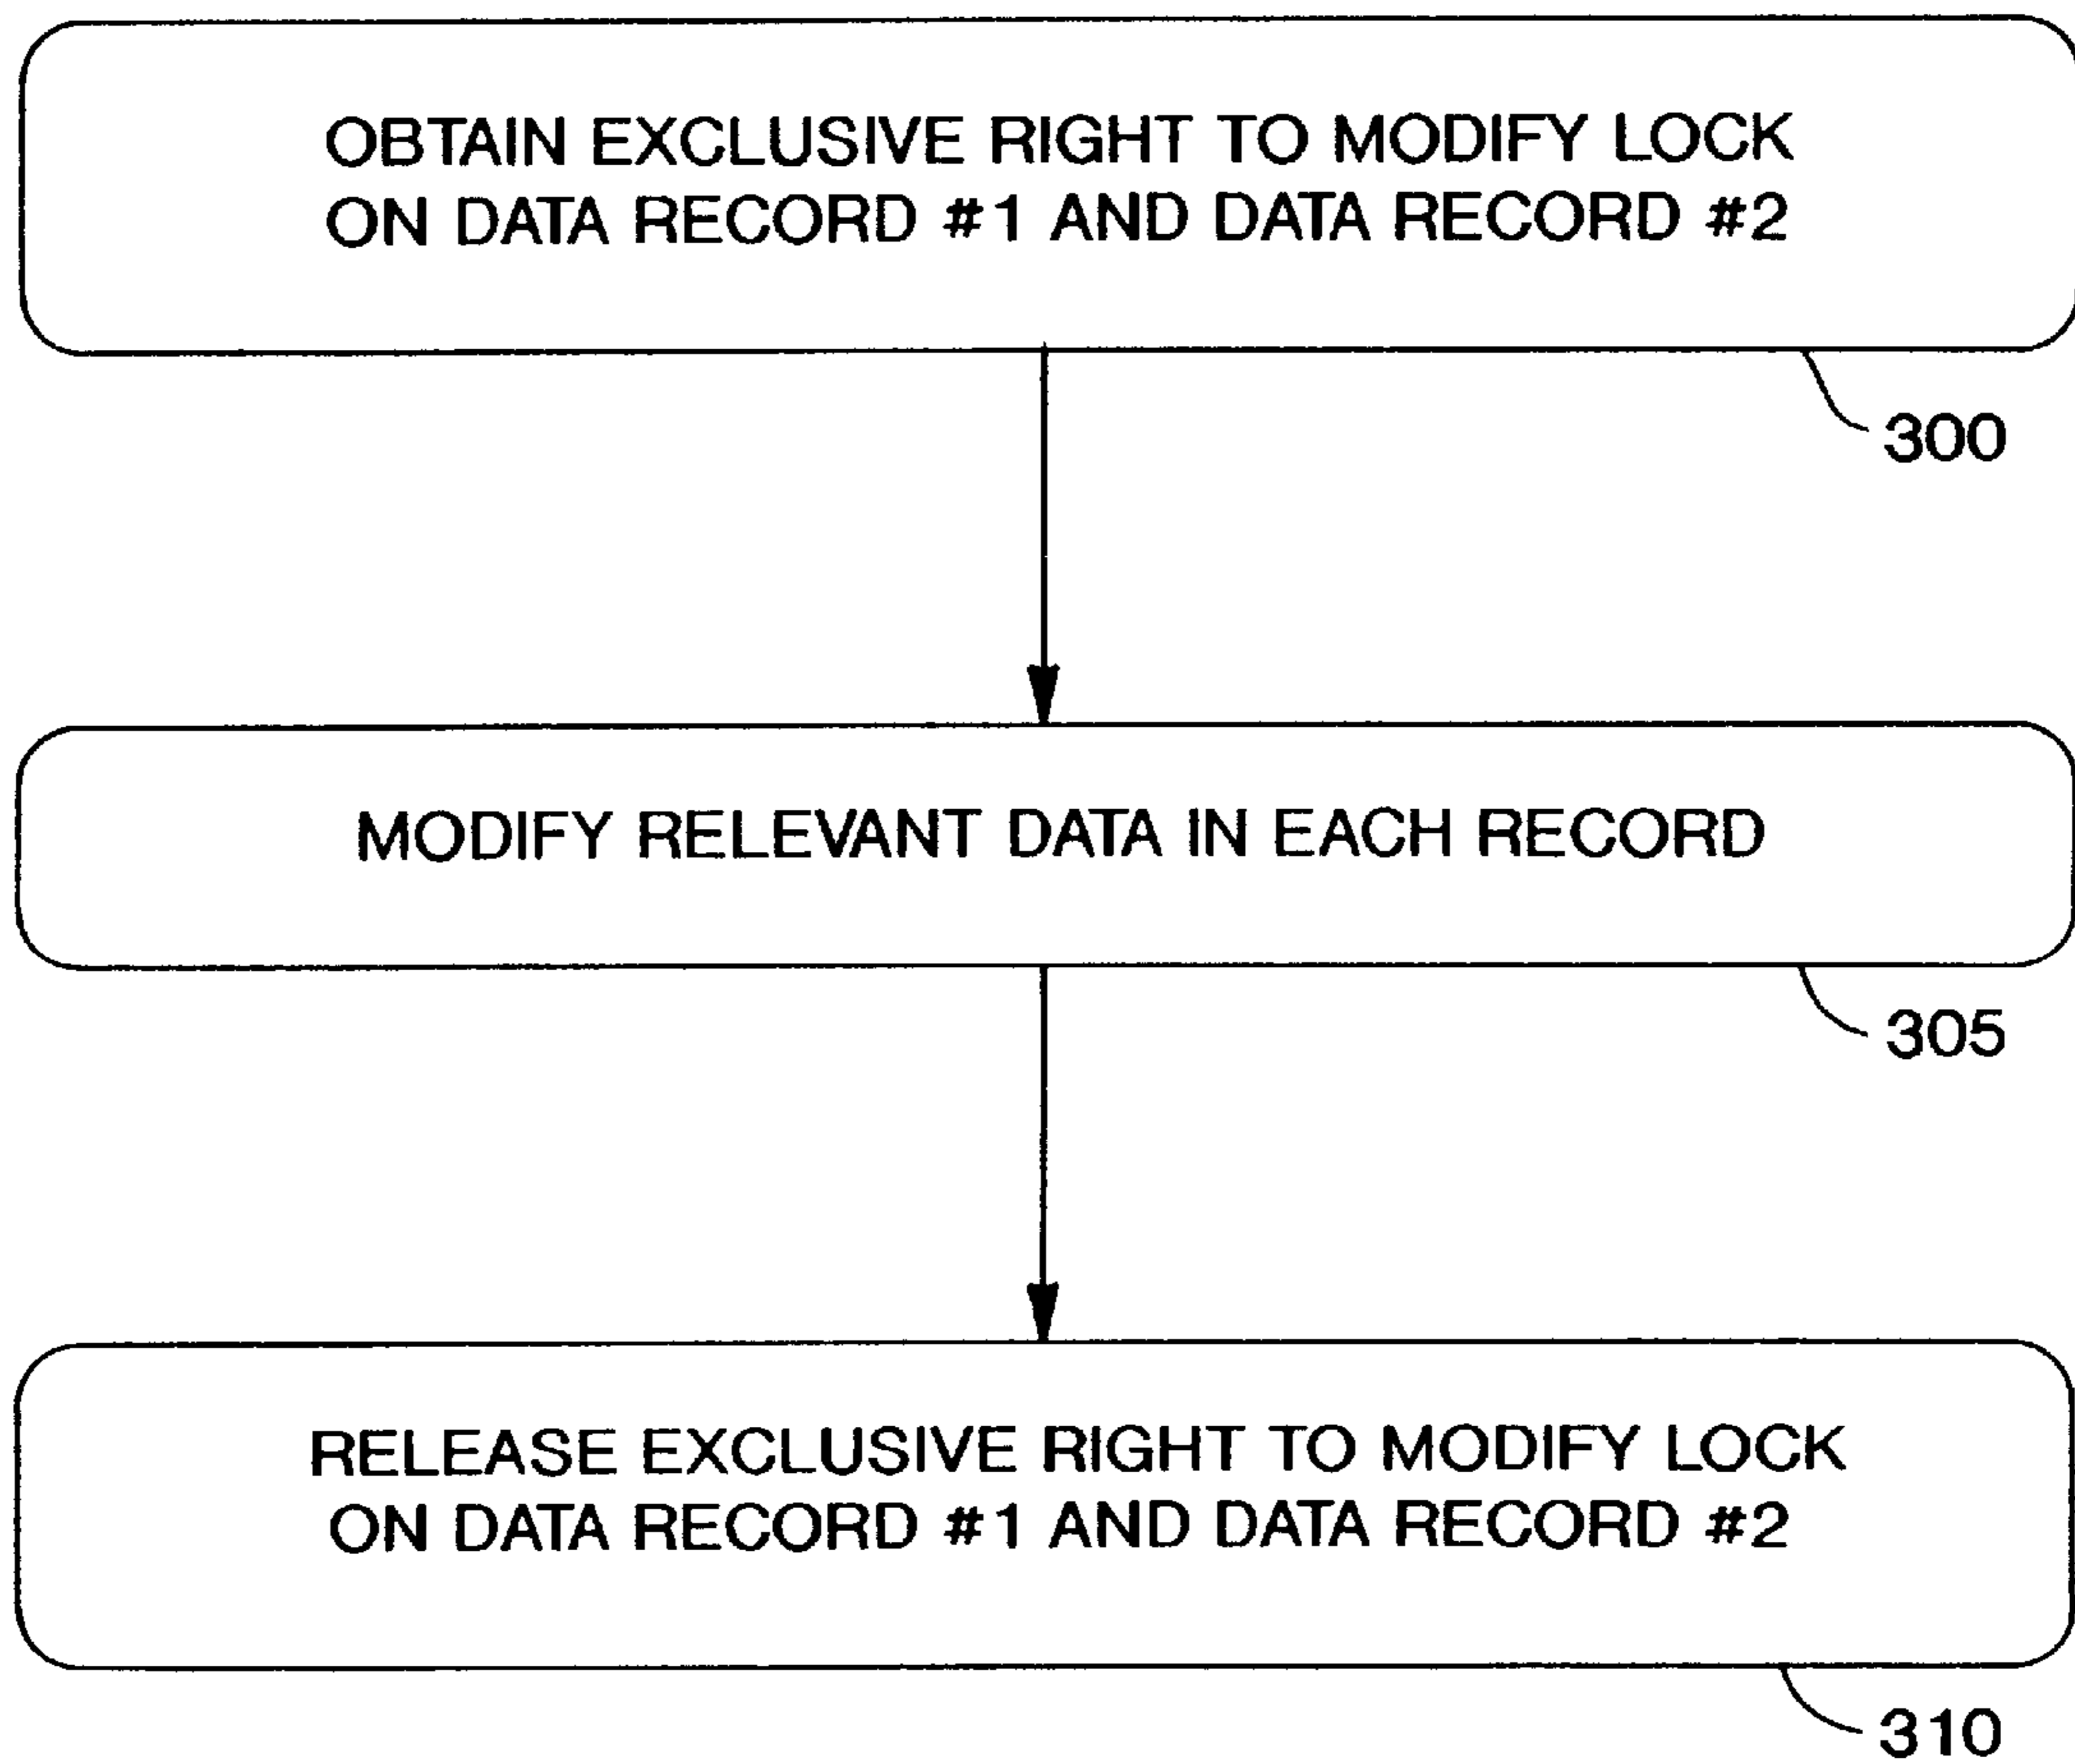 OBTAIN EXCLUSIVE RIGHT TO MODIFY LOCK
ON DATA RECORD #1 AND DATA RECORD #2
300
MODIFY RELEVANT DATA IN EACH RECORD
305
RELEASE EXCLUSIVE RIGHT TO MODIFY LOCK
ON DATA RECORD #1 AND DATA RECORD #2
310